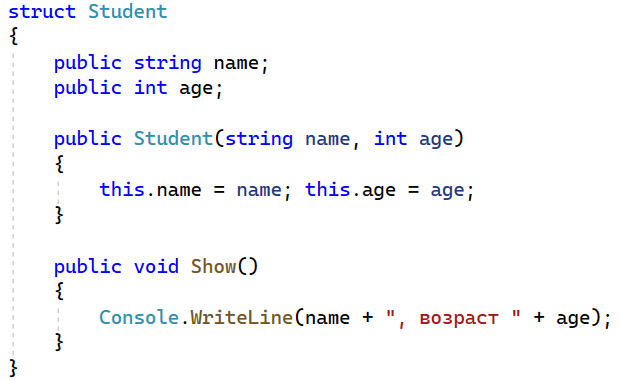 struct Student
{
    public string name;
    public int age;

    public Student(string name, int age)
    {
        this.name = name; this.age = age;
    }

    public void Show()
    {
        Console.WriteLine(name + ", возраст " + age);
    }
}